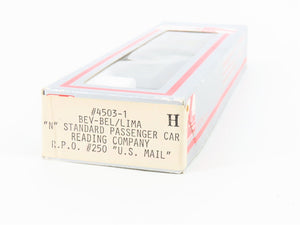 #4503-1 H
BEV-BEL/LIMA
"N" STANDARD PASSENGER CAR
READING COMPANY
R.P.O. #250 "U.S. MAIL"